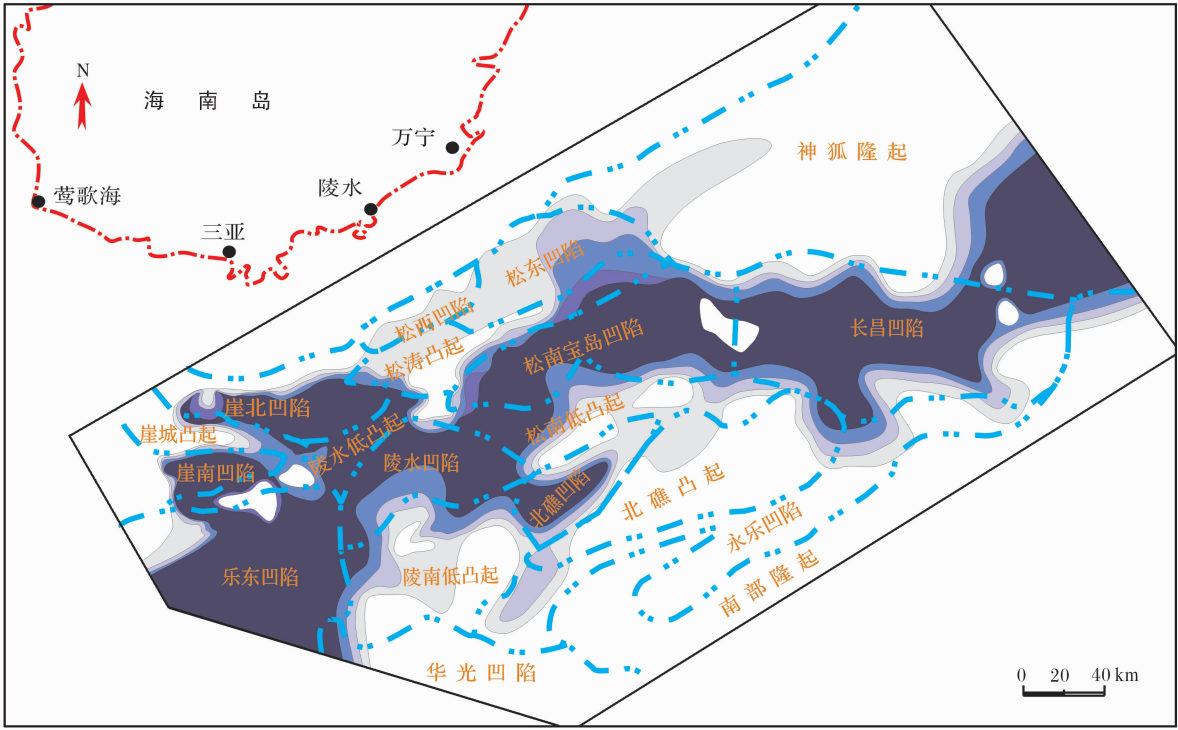 N
海 南 岛
万宁
陵水
莺歌海
三亚
神狐隆起
松东凹陷
松西凹陷
松涛凸起
松南宝岛凹陷
长昌凹陷
崖北凹陷
崖城凸起
陵水低凸起
松南低凸起
崖南凹陷
陵水凹陷
北礁凹陷
北礁凸起
永乐凹陷
乐东凹陷
陵南低凸起
南部隆起
华光凹陷
0 20 40 km